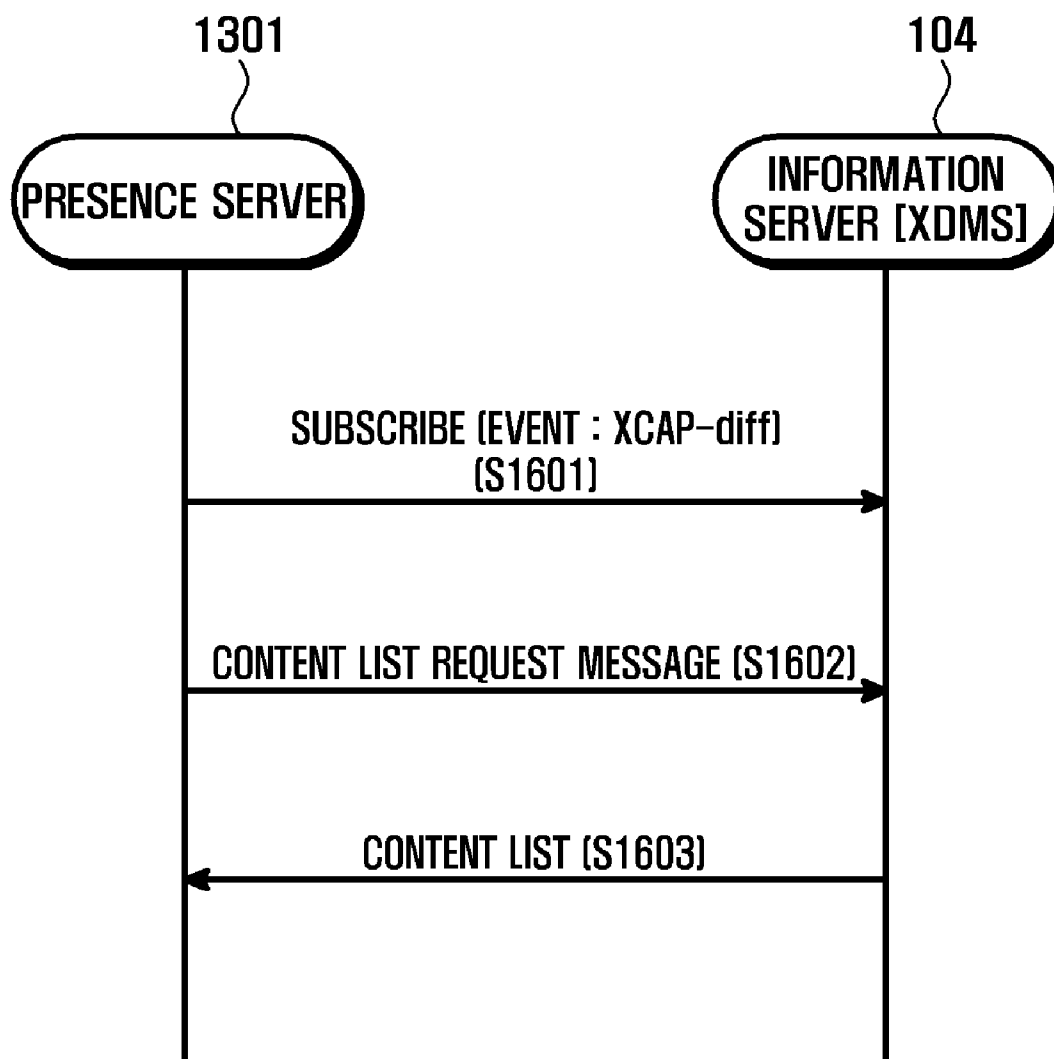 1301
104
PRESENCE SERVER
INFORMATION
SERVER [XDMS]
SUBSCRIBE (EVENT : XCAP-diff)
(S1601)
CONTENT LIST REQUEST MESSAGE (S1602)
CONTENT LIST (S1603)